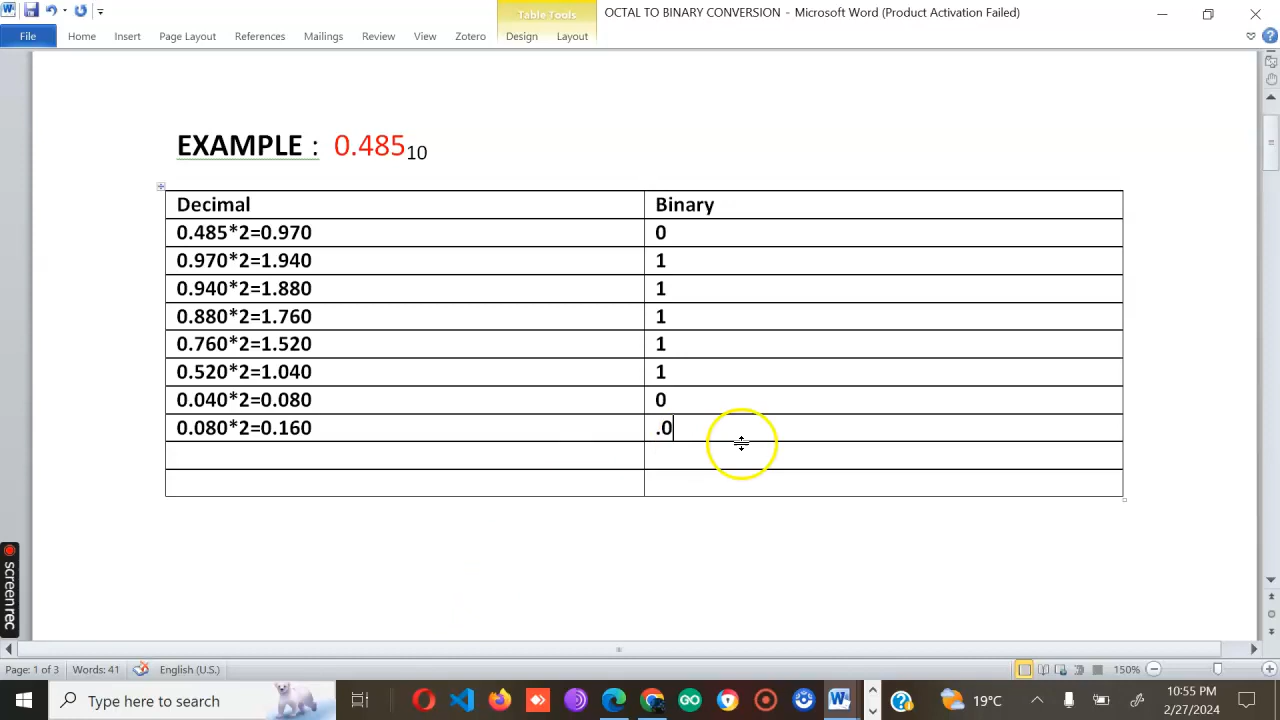 Table Tools
OCTAL TO BINARY CONVERSION - Microsoft Word (Product Activation Failed)
File Home Insert Page Layout References Mailings Review View Zotero Design Layout
EXAMPLE : 0.485₁₀
Decimal Binary
0.485*2=0.970 0
0.970*2=1.940 1
0.940*2=1.880 1
0.880*2=1.760 1
0.760*2=1.520 1
0.520*2=1.040 1
0.040*2=0.080 0
0.080*2=0.160 .0
screen rec
Page: 1 of 3 Words: 41 English (U.S.) 150%
Type here to search 19°C 10:55 PM
2/27/2024